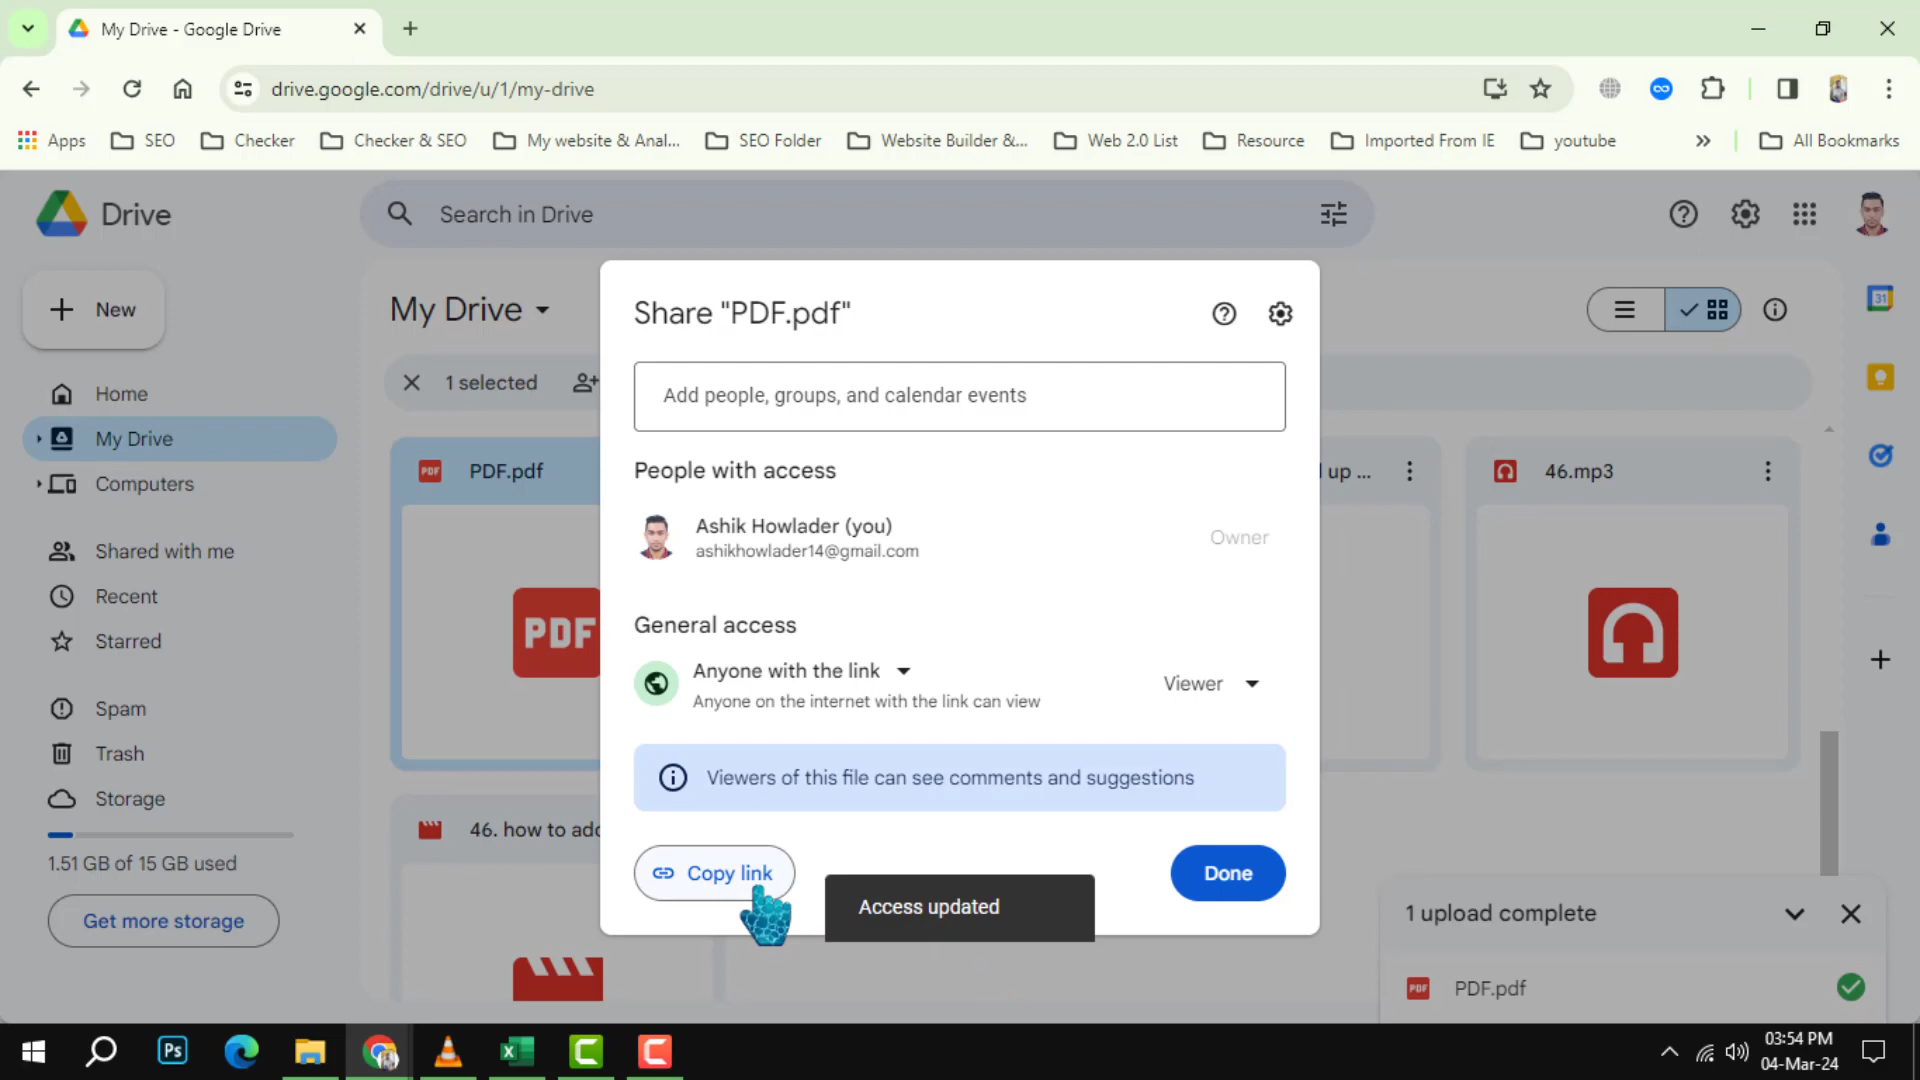 My Drive - Google Drive
drive.google.com/drive/u/1/my-drive
Apps
SEO
Checker
Checker & SEO
My website & Anal...
SEO Folder
Website Builder &...
Web 2.0 List
Resource
Imported From IE
youtube
All Bookmarks
Drive
Search in Drive
New
My Drive
1 selected
Home
My Drive
Computers
Shared with me
Recent
Starred
Spam
Trash
Storage
1.51 GB of 15 GB used
Get more storage
PDF.pdf
PDF
46. how to add
up ...
46.mp3
31
Share "PDF.pdf"
Add people, groups, and calendar events
People with access
Ashik Howlader (you)
ashikhowlader14@gmail.com
Owner
General access
Anyone with the link
Anyone on the internet with the link can view
Viewer
Viewers of this file can see comments and suggestions
Copy link
Done
Access updated
1 upload complete
PDF
PDF.pdf
Ps
03:54 PM
04-Mar-24